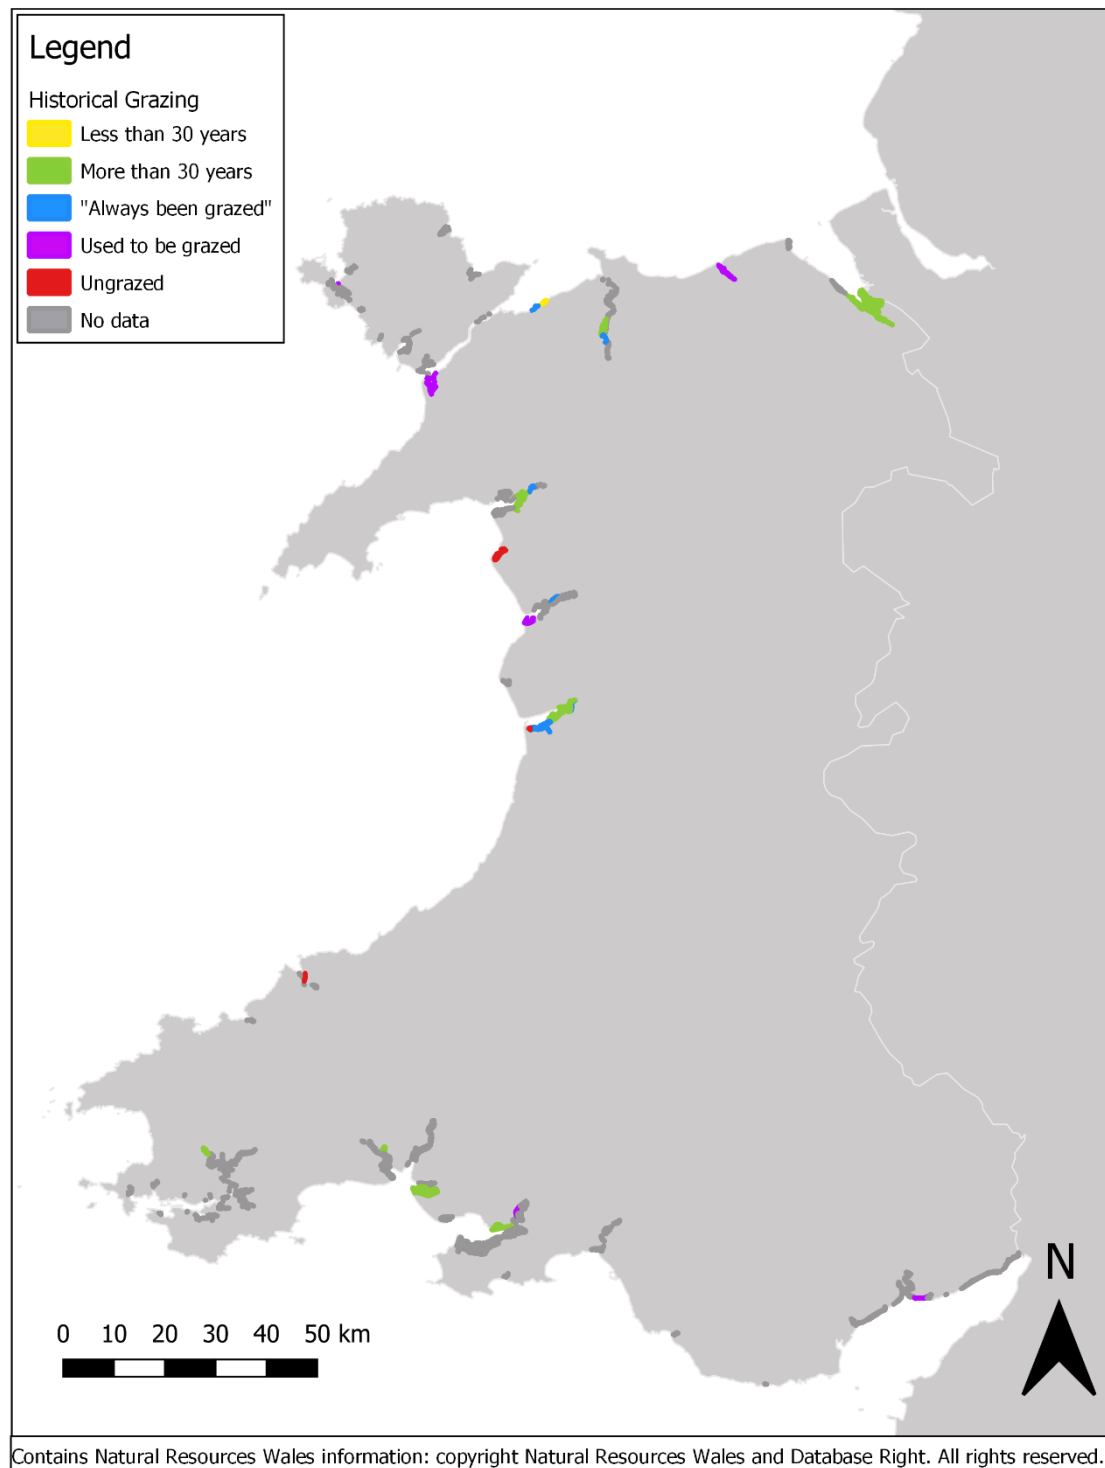 Legend
Historical Grazing
Less than 30 years
More than 30 years
"Always been grazed"
Used to be grazed
Ungrazed
No data
N
0 10 20 30 40 50 km
Contains Natural Resources Wales information: copyright Natural Resources Wales and Database Right. All rights reserved.